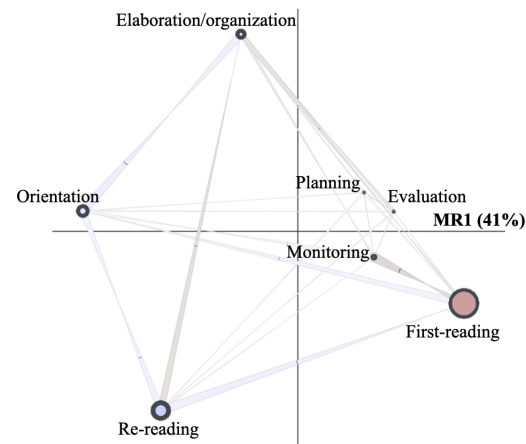 Elaboration/organization
Planning
Orientation
Evaluation
MR1 (41%)
Monitoring
First-reading
Re-reading